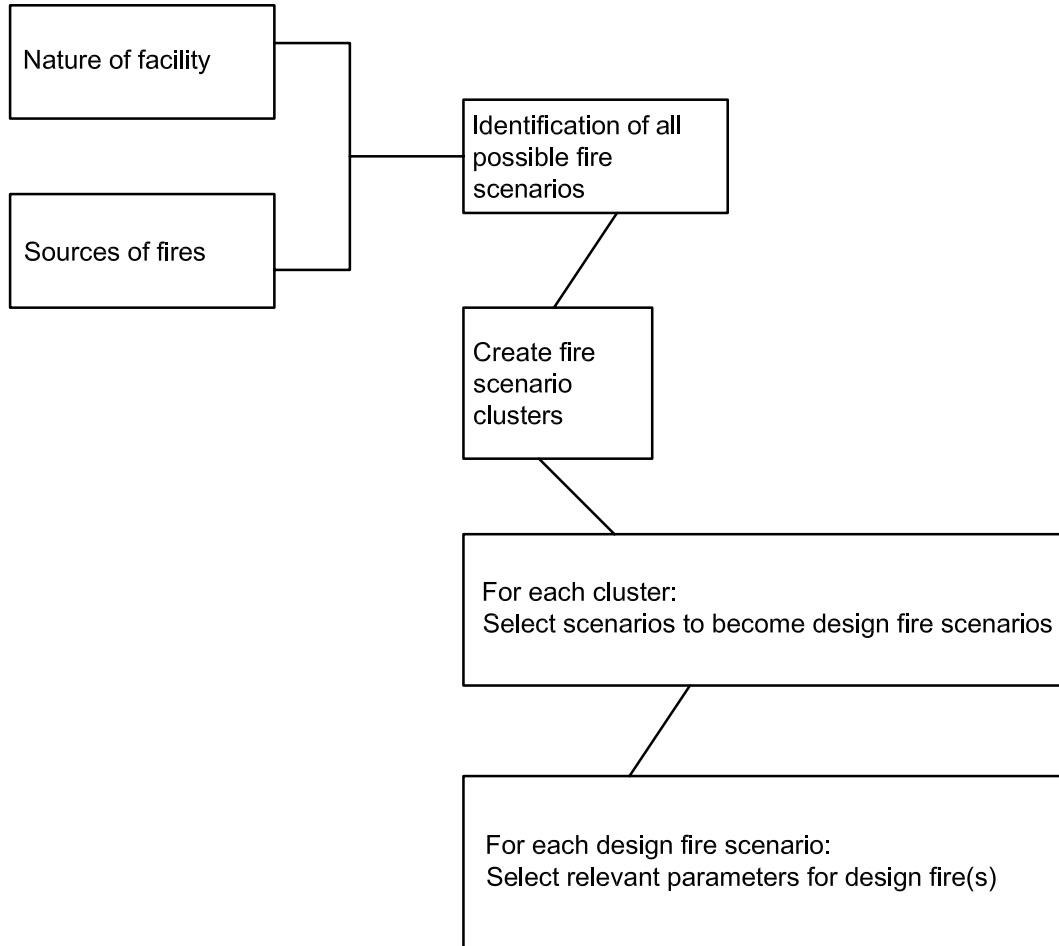 Nature of facility
Sources of fires
Identification of all
possible fire
scenarios
Create fire
scenario
clusters
For each cluster:
Select scenarios to become design fire scenarios
For each design fire scenario:
Select relevant parameters for design fire(s)